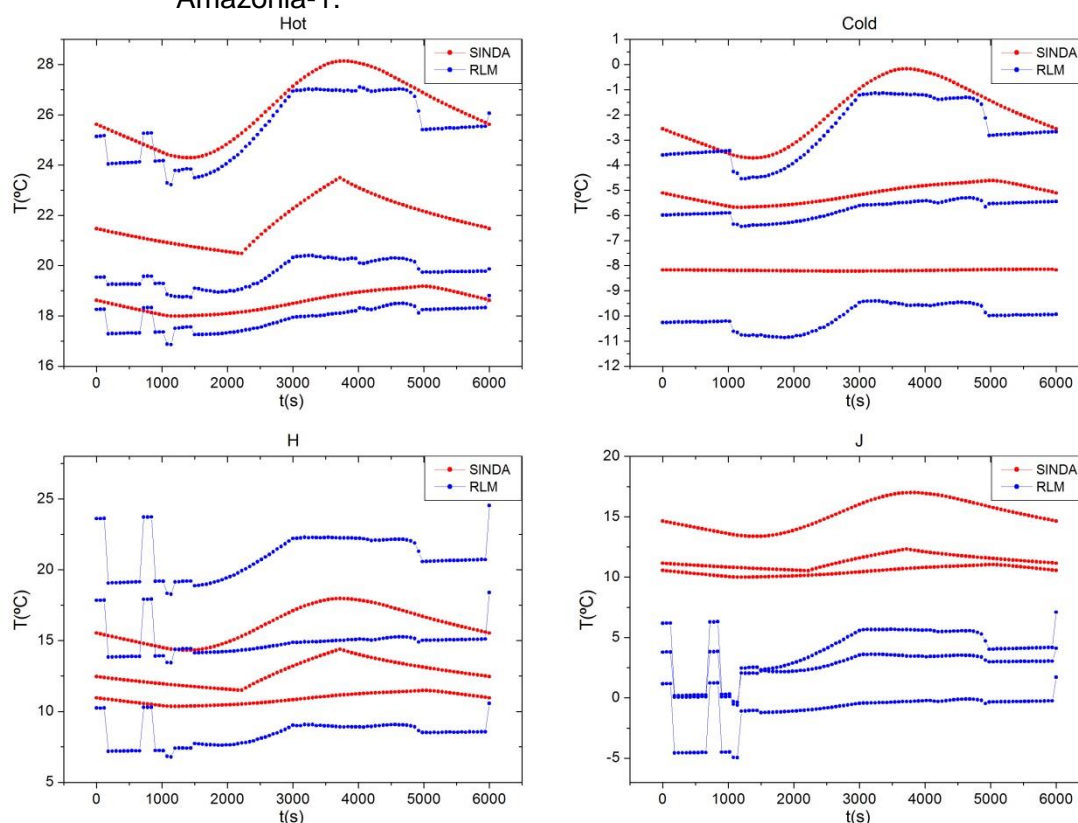 Amazonia-1.
Hot
SINDA
RLM
28
26
24
22
20
18
16
T(ºC)
0 1000 2000 3000 4000 5000 6000
t(s)
Cold
SINDA
RLM
1
0
-1
-2
-3
-4
-5
-6
-7
-8
-9
-10
-11
-12
T(ºC)
0 1000 2000 3000 4000 5000 6000
t(s)
H
SINDA
RLM
25
20
15
10
5
T(ºC)
0 1000 2000 3000 4000 5000 6000
t(s)
J
SINDA
RLM
20
15
10
5
0
-5
T(ºC)
0 1000 2000 3000 4000 5000 6000
t(s)